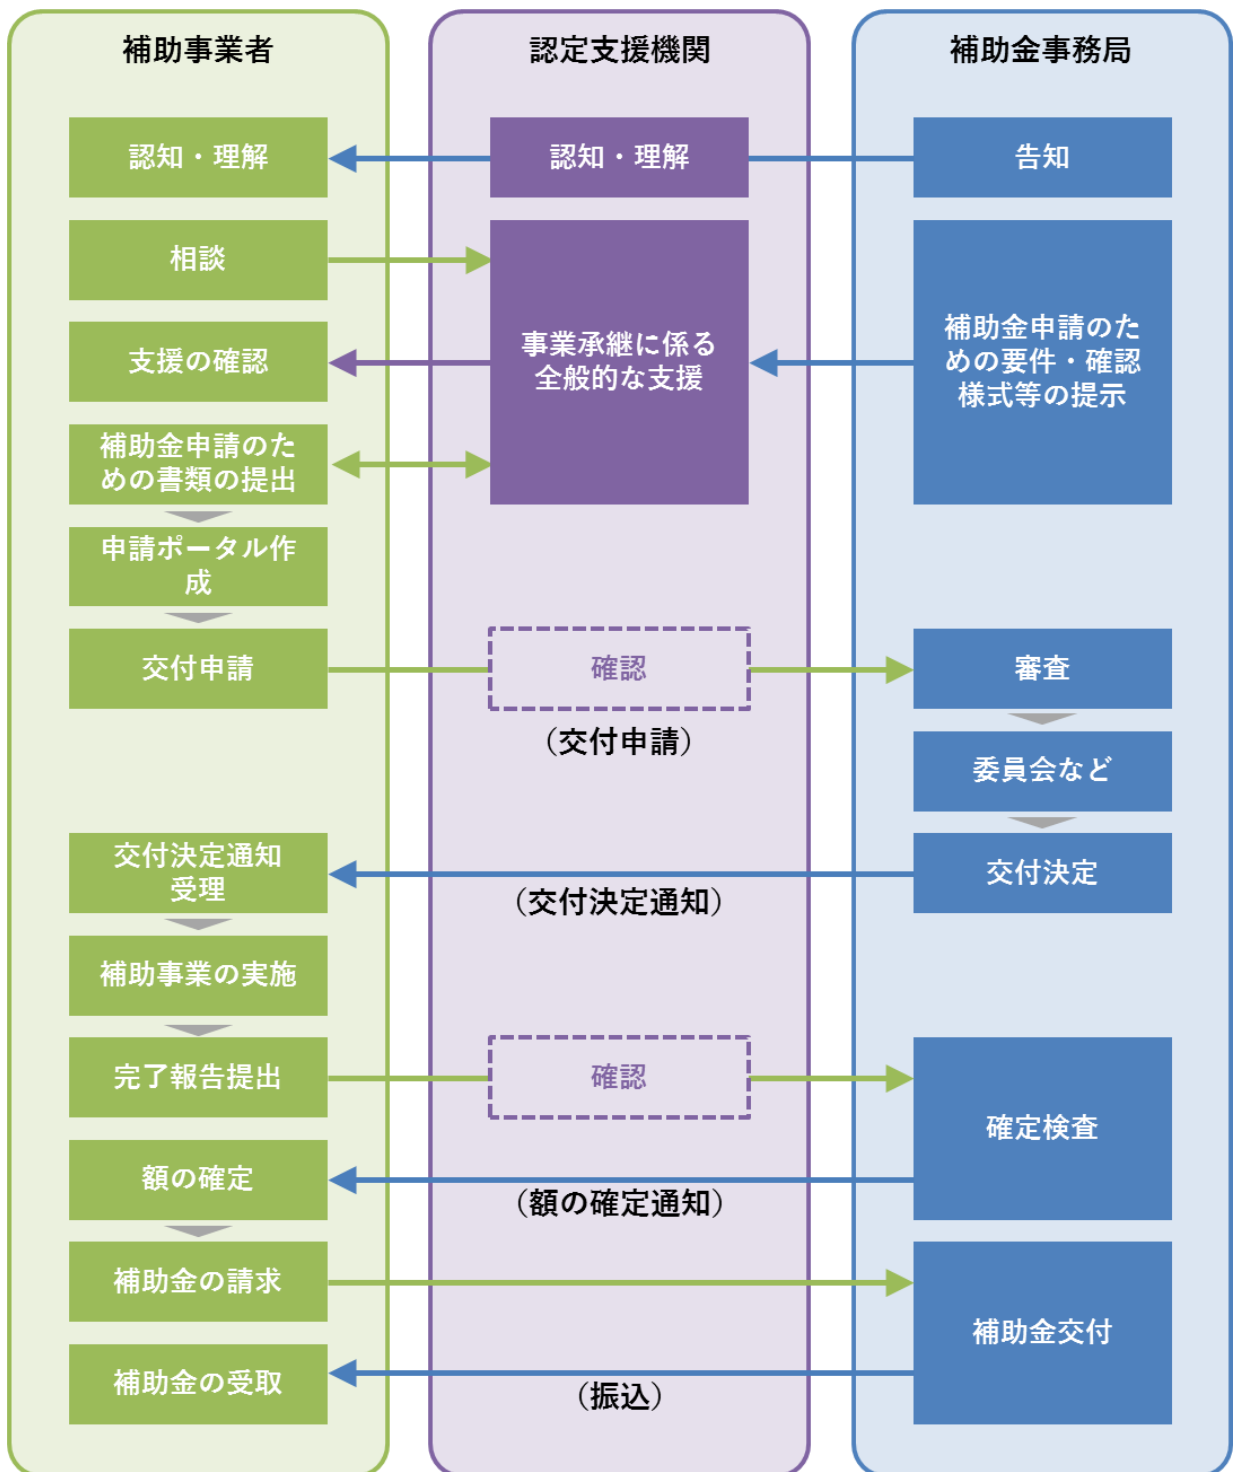 補助事業者
認定支援機関
補助金事務局
認知・理解
認知・理解
告知
相談
支援の確認
補助金申請のた
めの書類の提出
事業承継に係る
全般的な支援
補助金申請のた
めの要件・確認
様式等の提示
申請ポータル作
成
交付申請
確認
審査
（交付申請）
委員会など
交付決定通知
受理
（交付決定通知）
交付決定
補助事業の実施
完了報告提出
確認
確定検査
額の確定
（額の確定通知）
補助金の請求
補助金交付
補助金の受取
（振込）